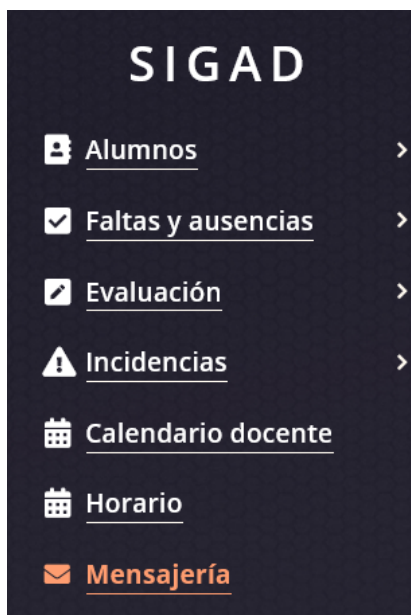 SIGAD
Alumnos
Faltas y ausencias
Evaluación
Incidencias
Calendario docente
Horario
Mensajería